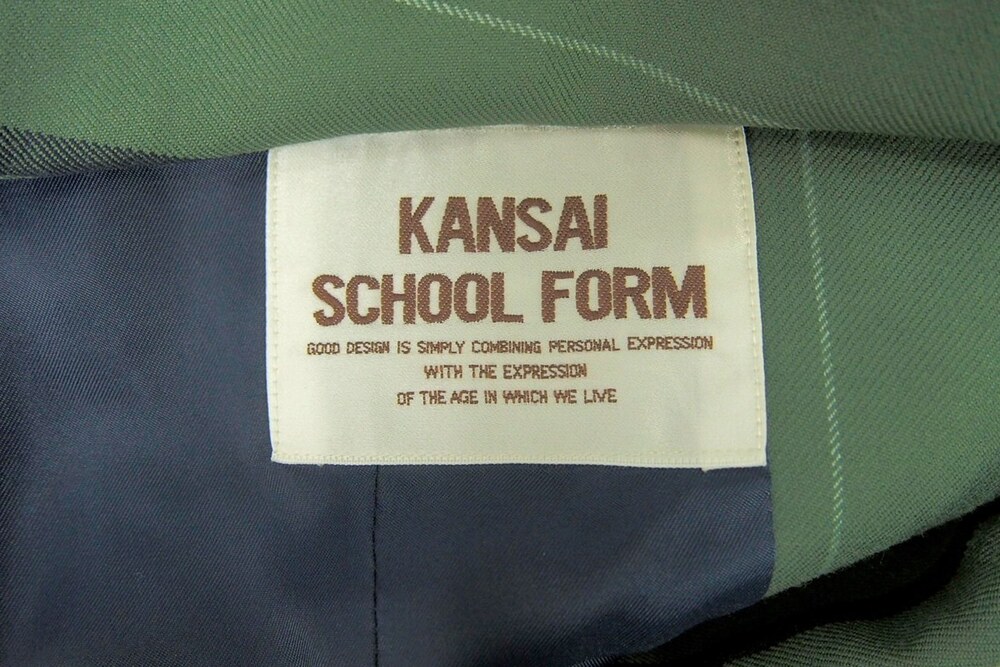 KANSAI
SCHOOL FORM
GOOD DESIGN IS SIMPLY COMBINING PERSONAL EXPRESSION
WITH THE EXPRESSION
OF THE AGE IN WHICH WE LIVE